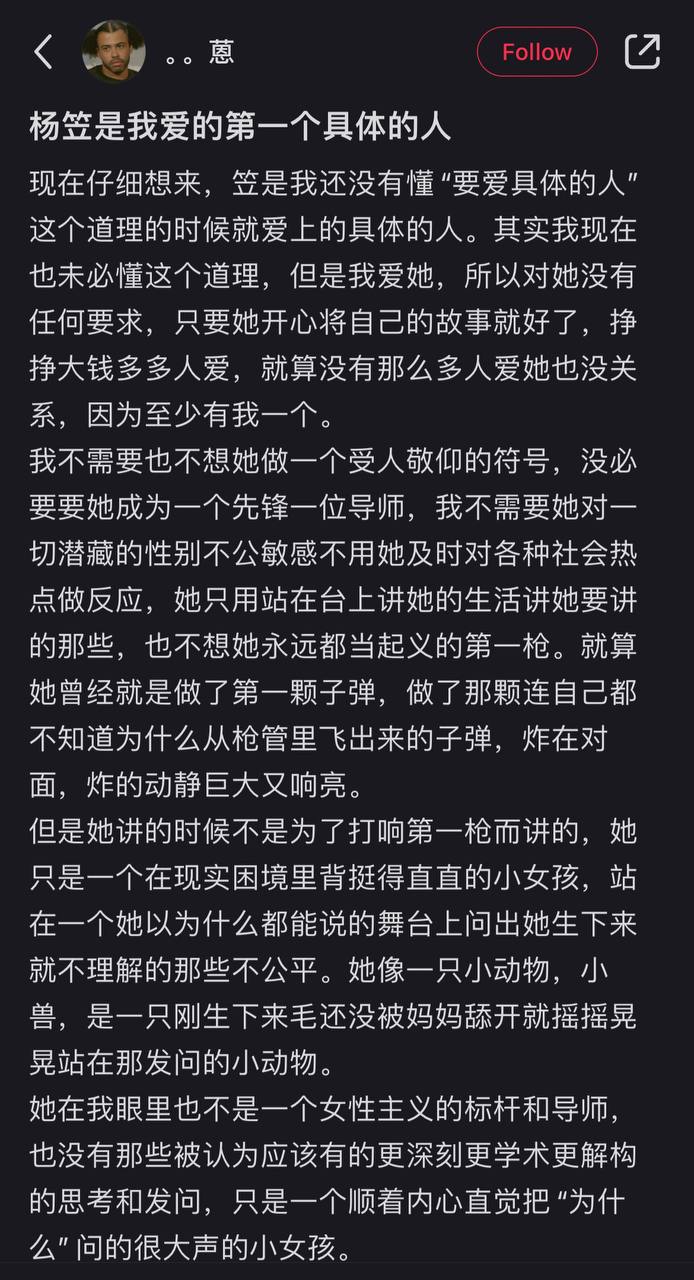 。。蒽
Follow
杨笠是我爱的第一个具体的人
现在仔细想来，笠是我还没有懂“要爱具体的人”
这个道理的时候就爱上的具体的人。其实我现在
也未必懂这个道理，但是我爱她，所以对她没有
任何要求，只要她开心将自己的故事就好了，挣
挣大钱多多人爱，就算没有那么多人爱她也没关
系，因为至少有我一个。
我不需要也不想她做一个受人敬仰的符号，没必
要要她成为一个先锋一位导师，我不需要她对一
切潜藏的性别不公敏感不用她及时对各种社会热
点做反应，她只用站在台上讲她的生活讲她要讲
的那些，也不想她永远都当起义的第一枪。就算
她曾经就是做了第一颗子弹，做了那颗连自己都
不知道为什么从枪管里飞出来的子弹，炸在对
面，炸的动静巨大又响亮。
但是她讲的时候不是为了打响第一枪而讲的，她
只是一个在现实困境里背挺得直直的小女孩，站
在一个她以为什么都能说的舞台上问出她生下来
就不理解的那些不公平。她像一只小动物，小
兽，是一只刚生下来毛还没被妈妈舔开就摇摇晃
晃站在那发问的小动物。
她在我眼里也不是一个女性主义的标杆和导师，
也没有那些被认为应该有的更深刻更学术更解构
的思考和发问，只是一个顺着内心直觉把“为什
么”问的很大声的小女孩。